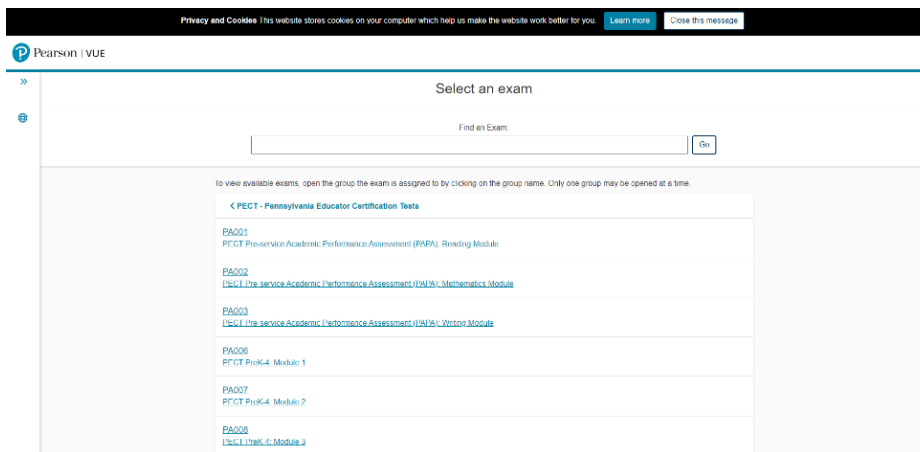 Privacy and Cookies This website stores cookies on your computer which help us make the website work better for you. Learn more Close this message
Pearson | VUE
Select an exam
Find an Exam:
Go
To view available exams, open the group the exam is assigned to by clicking on the group name. Only one group may be opened at a time.
PECT - Pennsylvania Educator Certification Tests
PA001
PECT Pre-service Academic Performance Assessment (PAPA): Reading Module
PA002
PECT Pre-service Academic Performance Assessment (PAPA): Mathematics Module
PA003
PECT Pre-service Academic Performance Assessment (PAPA): Writing Module
PA006
PECT PreK-4: Module 1
PA007
PECT PreK-4: Module 2
PA008
PECT PreK-4: Module 3